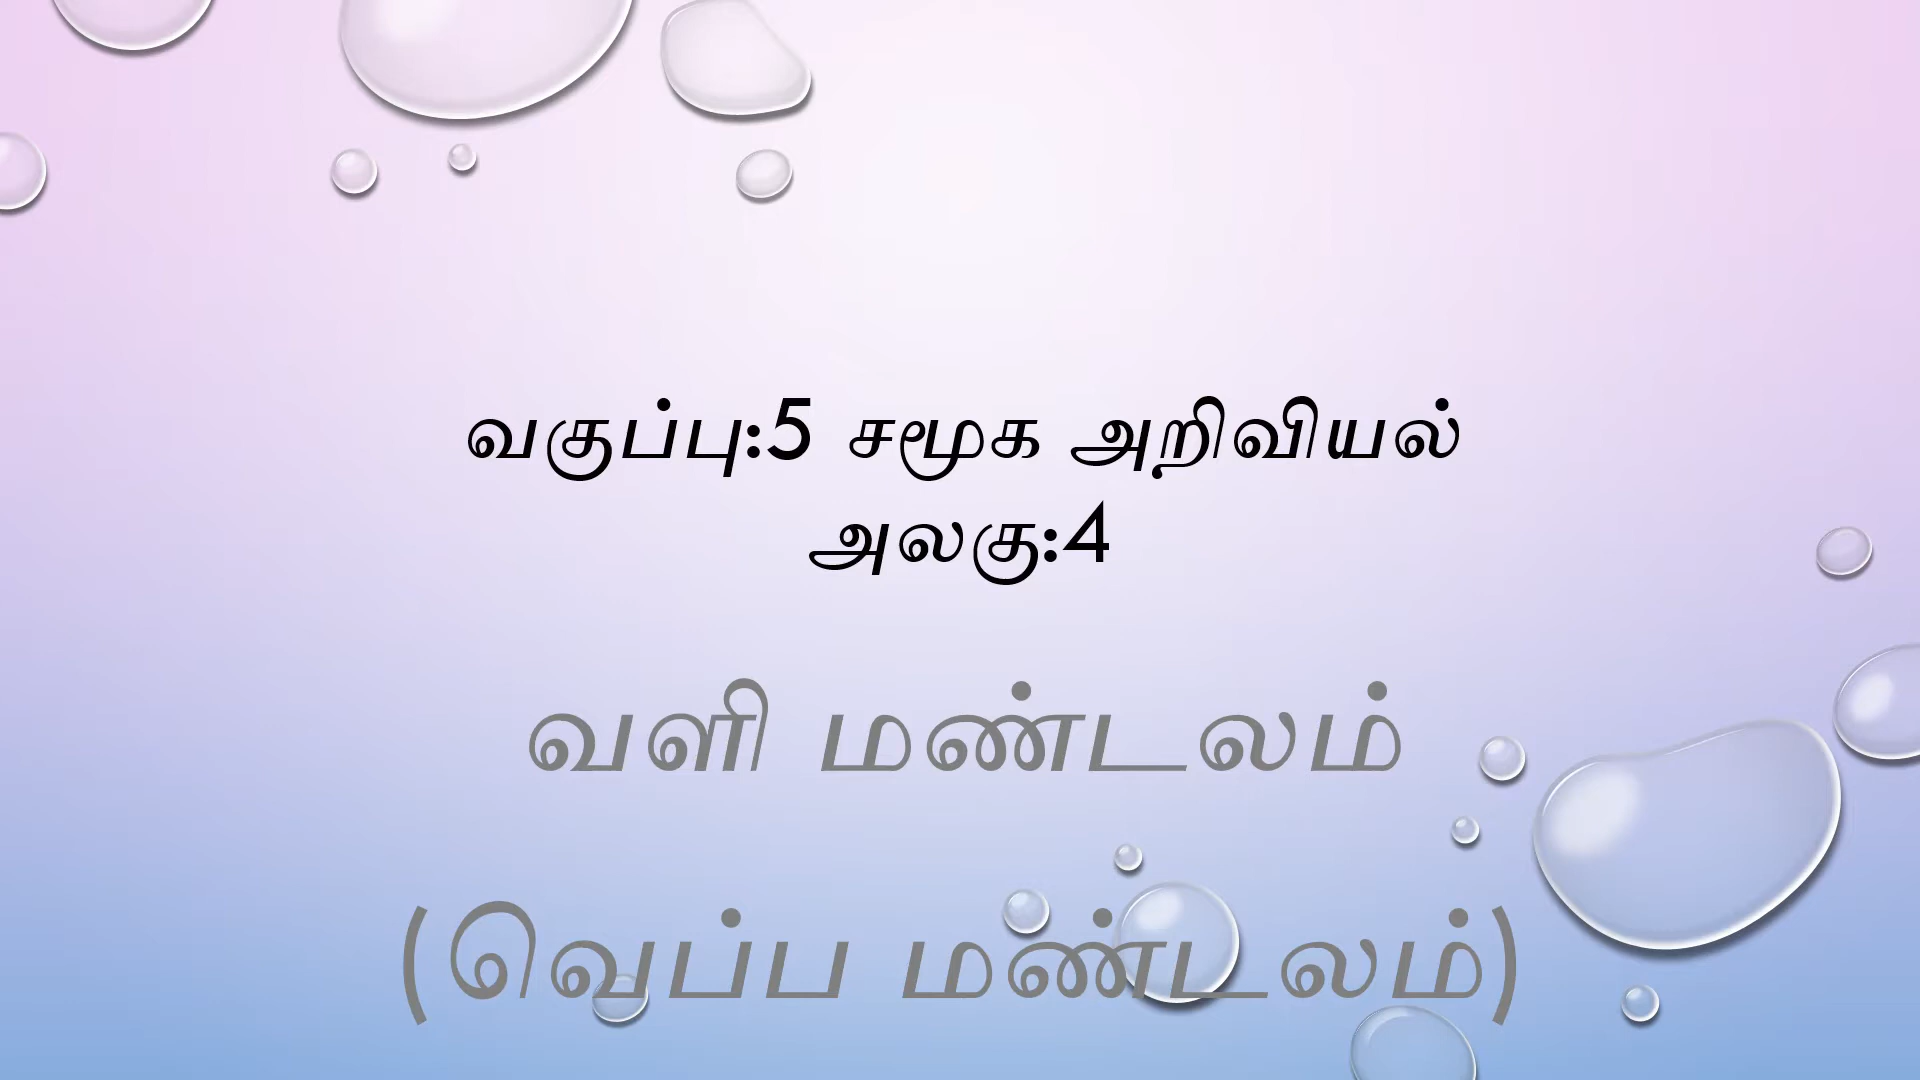 வகுப்பு:5 சமூக அறிவியல்
அலகு:4
வளி மண்டலம்
(வெப்ப மண்டலம்)